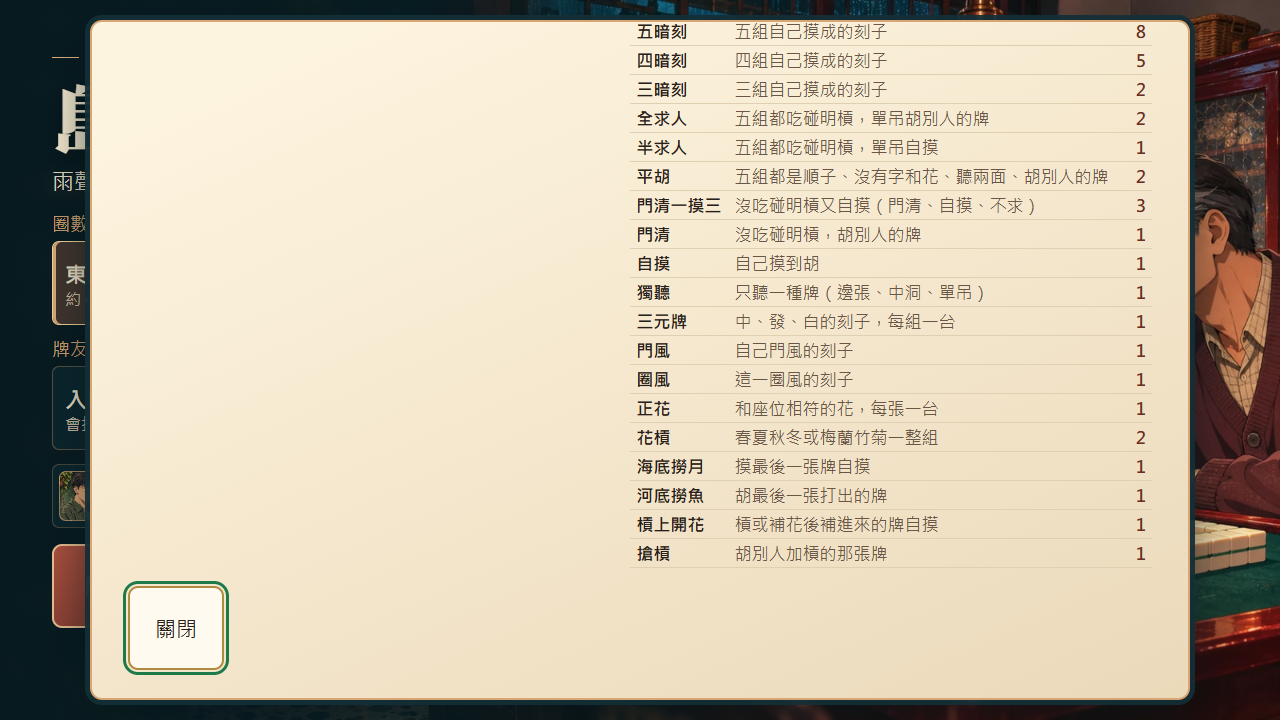 五暗刻 五組自己摸成的刻子 8
四暗刻 四組自己摸成的刻子 5
三暗刻 三組自己摸成的刻子 2
全求人 五組都吃碰明槓，單吊胡別人的牌 2
半求人 五組都吃碰明槓，單吊自摸 1
平胡 五組都是順子、沒有字和花、聽兩面、胡別人的牌 2
門清一摸三 沒吃碰明槓又自摸（門清、自摸、不求） 3
門清 沒吃碰明槓，胡別人的牌 1
自摸 自己摸到胡 1
獨聽 只聽一種牌（邊張、中洞、單吊） 1
三元牌 中、發、白的刻子，每組一台 1
門風 自己門風的刻子 1
圈風 這一圈風的刻子 1
正花 和座位相符的花，每張一台 1
花槓 春夏秋冬或梅蘭竹菊一整組 2
海底撈月 摸最後一張牌自摸 1
河底撈魚 胡最後一張打出的牌 1
槓上開花 槓或補花後補進來的牌自摸 1
搶槓 胡別人加槓的那張牌 1
關閉
雨聲
圈數
東
約
牌友
入
會